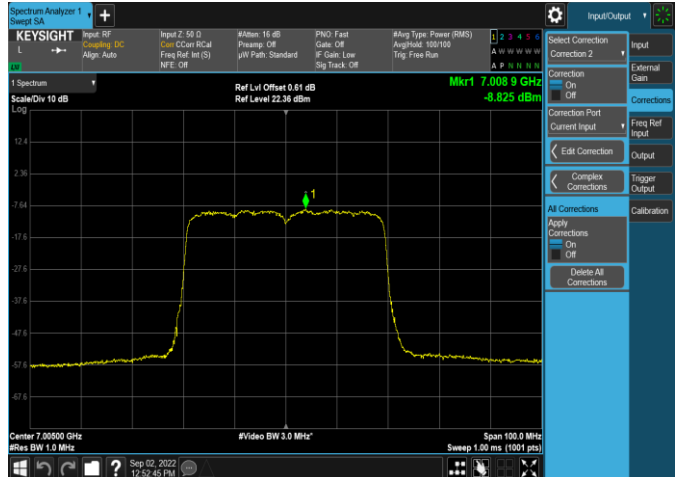 Spectrum Analyzer 1
Swept SA
Input/Output
KEYSIGHT
L
Input: RF
Coupling: DC
Align: Auto
Input Z: 50 Ω
Corr CCorr RCal
Freq Ref: Int (S)
NFE: Off
#Atten: 16 dB
Preamp: Off
µW Path: Standard
PNO: Fast
Gate: Off
IF Gain: Low
Sig Track: Off
#Avg Type: Power (RMS)
Avg|Hold: 100/100
Trig: Free Run
1 2 3 4 5 6
A W W W W W
A P N N N N
1 Spectrum
Scale/Div 10 dB
Log
Ref Lvl Offset 0.61 dB
Ref Level 22.36 dBm
Mkr1 7.008 9 GHz
-8.825 dBm
12.4
2.36
-7.64
-17.6
-27.6
-37.6
-47.6
-57.6
-67.6
1
Center 7.00500 GHz
#Res BW 1.0 MHz
#Video BW 3.0 MHz*
Span 100.0 MHz
Sweep 1.00 ms (1001 pts)
Sep 02, 2022
12:52:45 PM
Select Correction
Correction 2
Correction
On
Off
Correction Port
Current Input
Edit Correction
Complex
Corrections
All Corrections
Apply
Corrections
On
Off
Delete All
Corrections
Input
External
Gain
Corrections
Freq Ref
Input
Output
Trigger
Output
Calibration